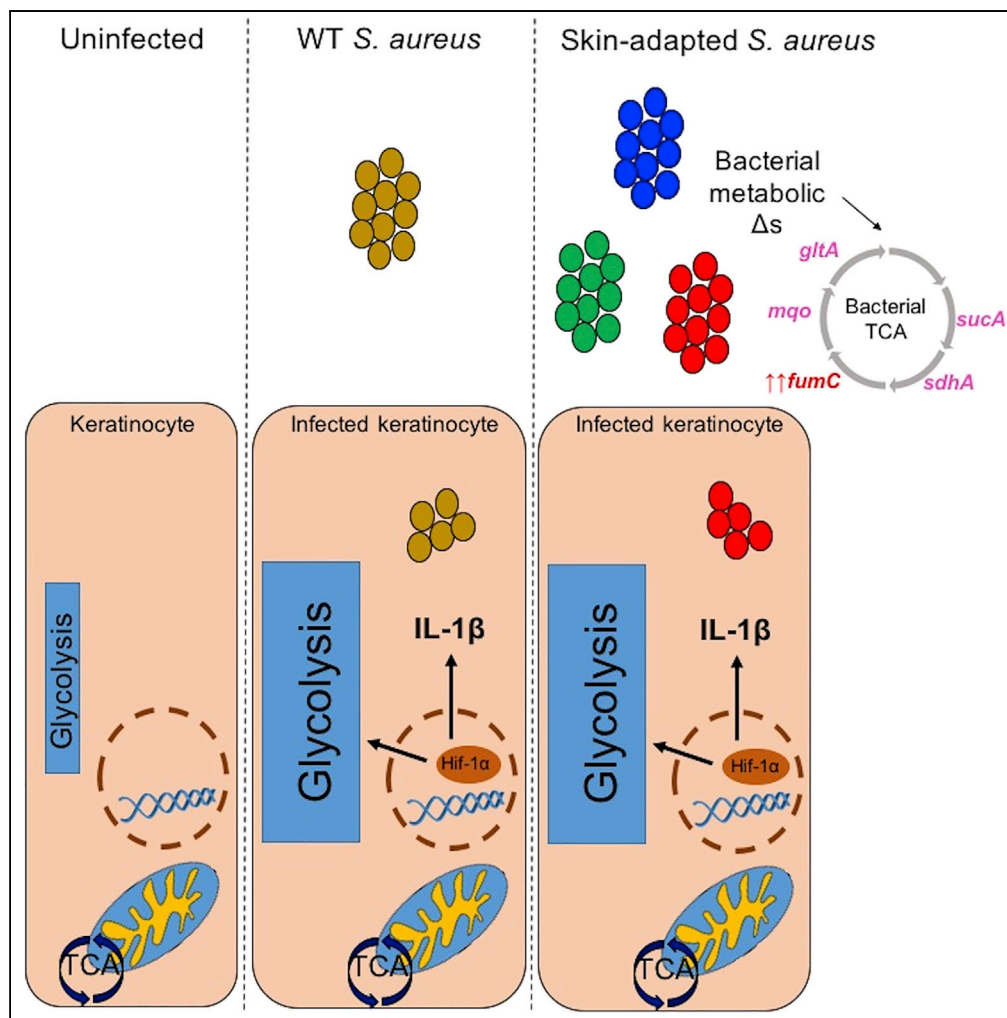 Uninfected
WT S. aureus
Skin-adapted S. aureus
Bacterial
metabolic
Δs
gltA
mqo
Bacterial
TCA
sucA
↑↑fumC
sdhA
Keratinocyte
Infected keratinocyte
Infected keratinocyte
Glycolysis
Glycolysis
IL-1β
Hif-1α
Glycolysis
IL-1β
Hif-1α
TCA
TCA
TCA